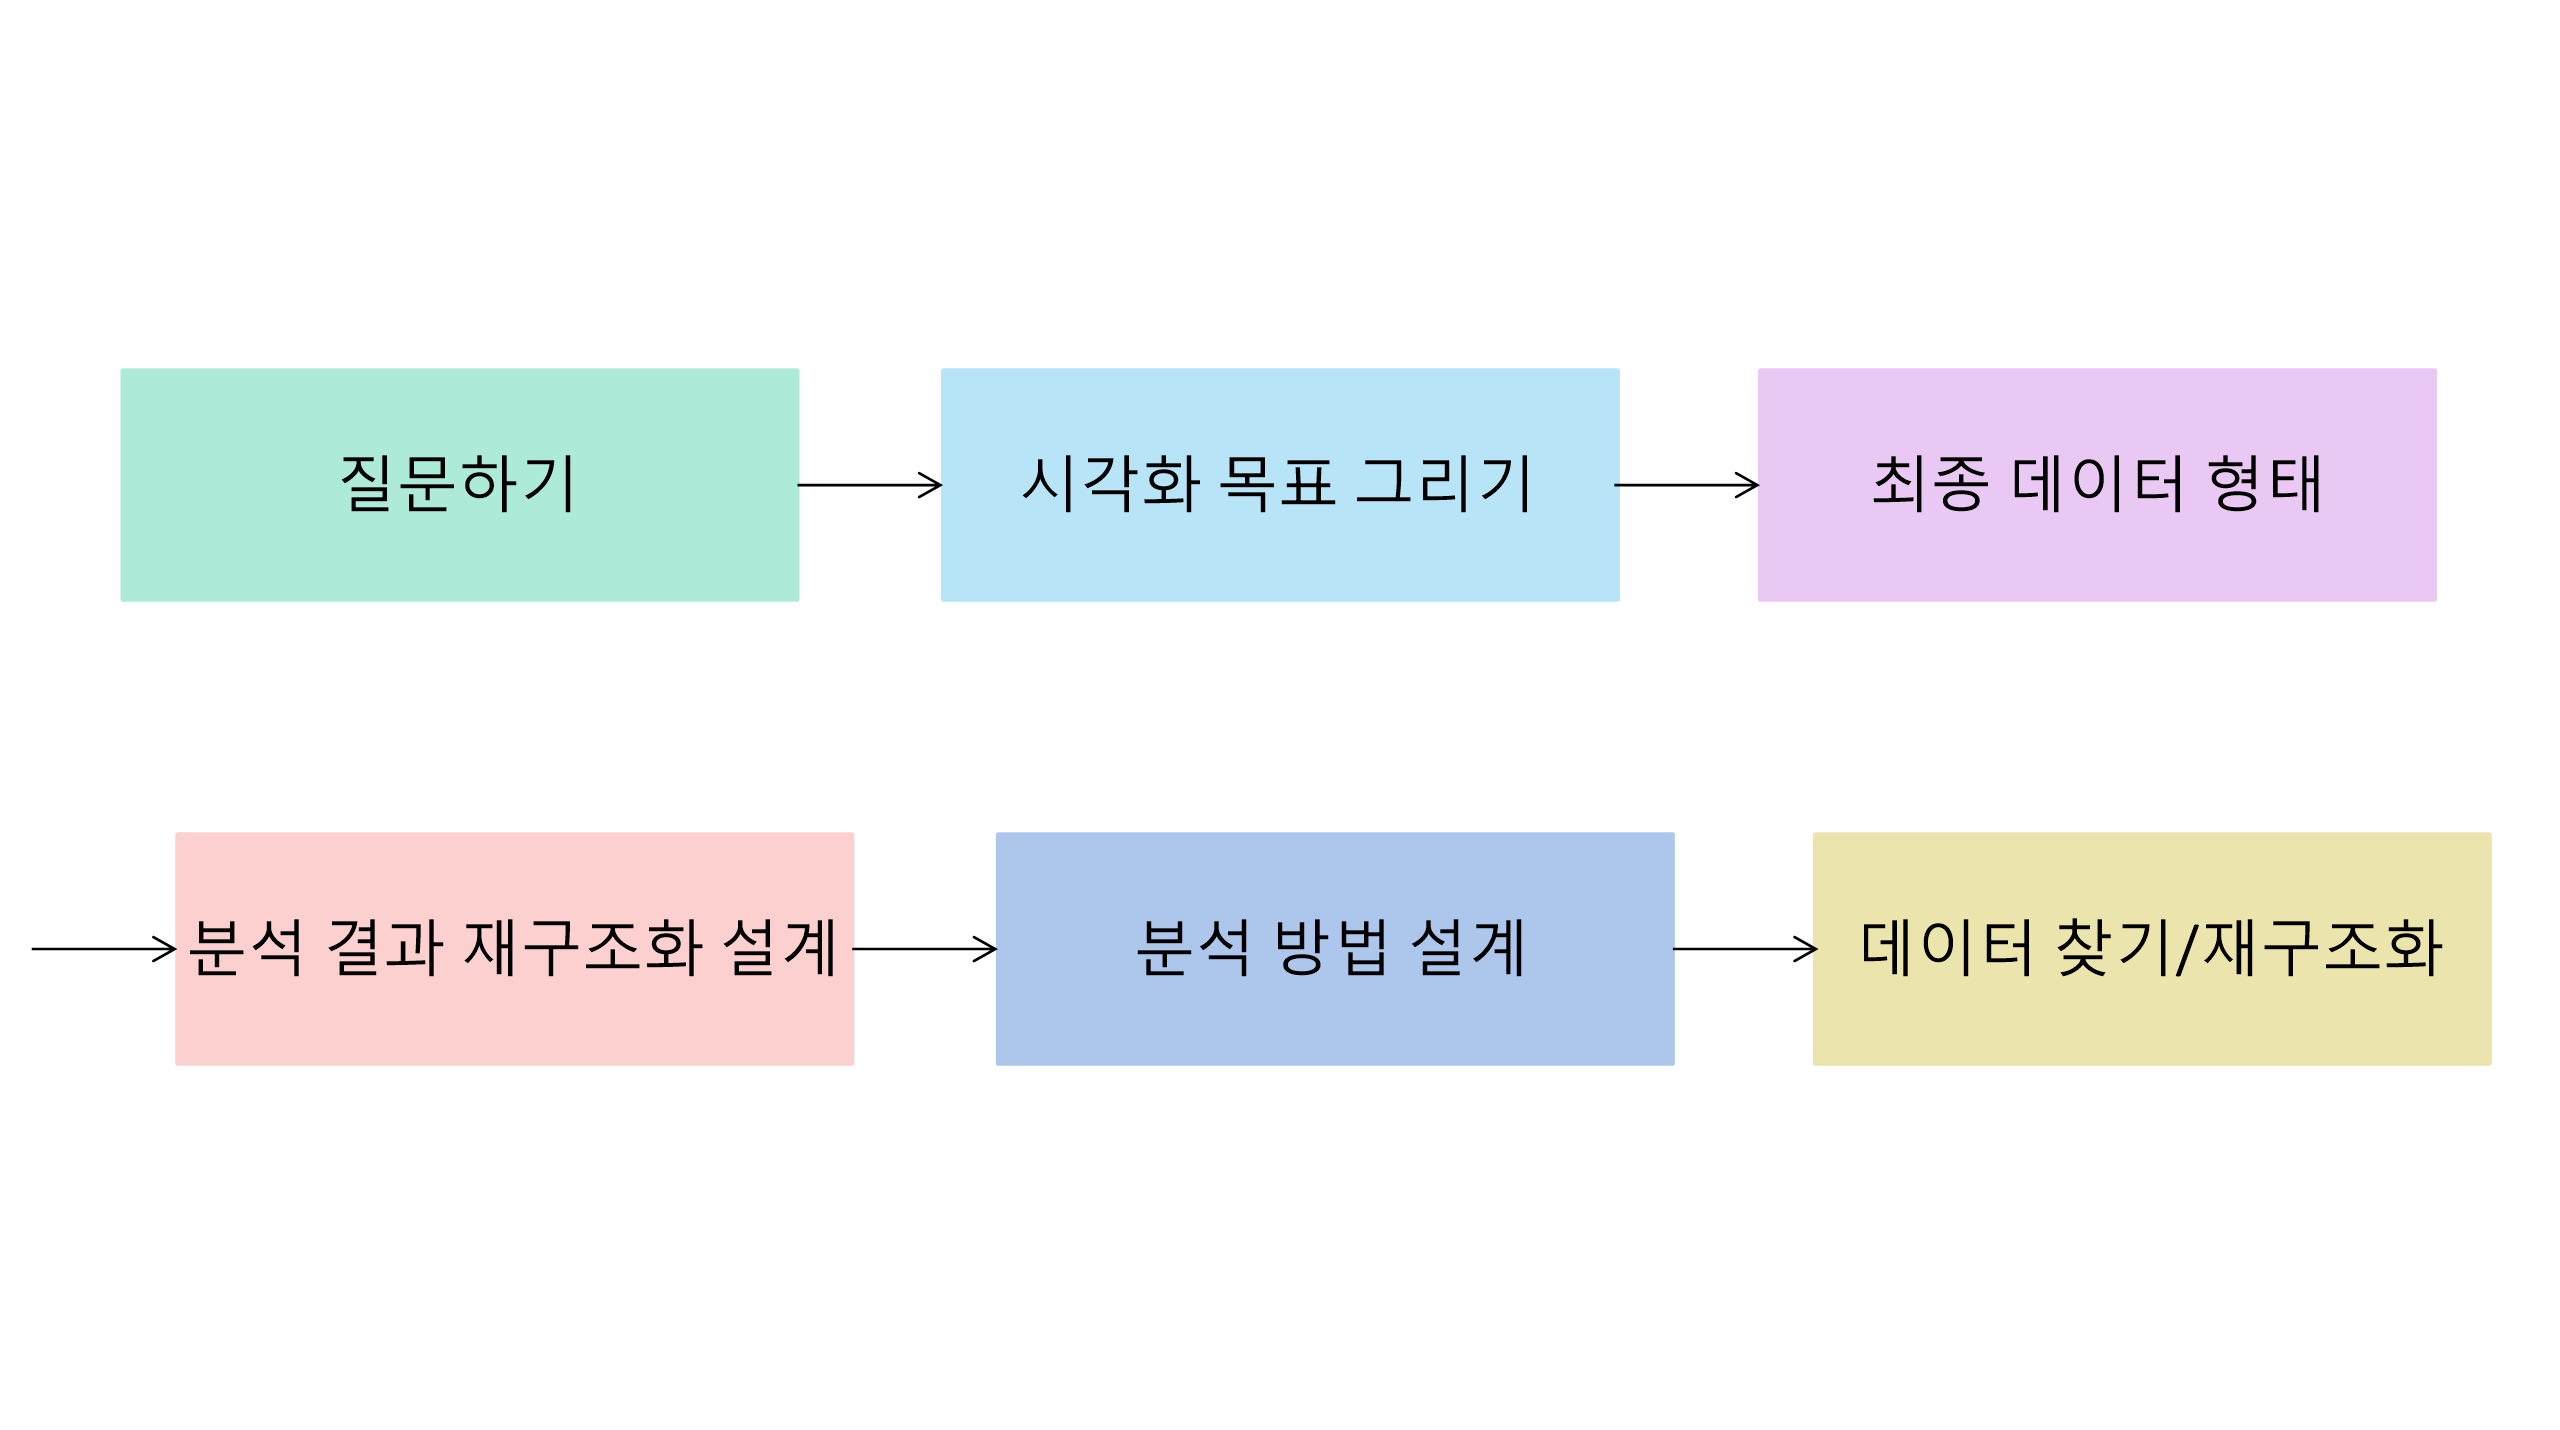 질문하기
시각화 목표 그리기
최종 데이터 형태
분석 결과 재구조화 설계
분석 방법 설계
데이터 찾기/재구조화